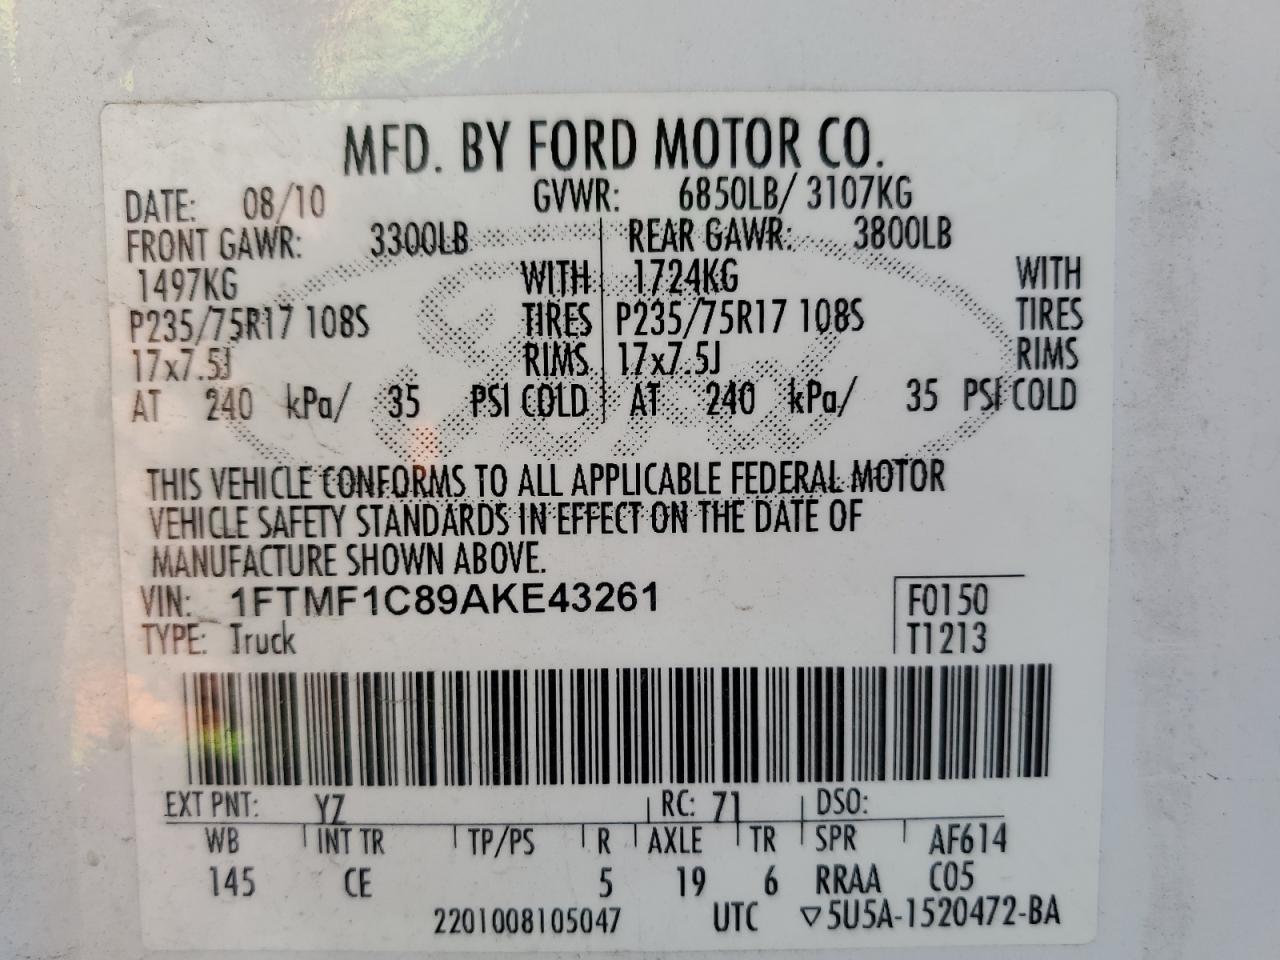 MFD. BY FORD MOTOR CO.
DATE: 08/10 GVWR: 6850LB/ 3107KG
FRONT GAWR: 3300LB REAR GAWR: 3800LB
1497KG WITH 1724KG WITH
P235/75R17 108S TIRES P235/75R17 108S TIRES
17x7.5J RIMS 17x7.5J RIMS
AT 240 kPa/ 35 PSI COLD AT 240 kPa/ 35 PSI COLD
THIS VEHICLE CONFORMS TO ALL APPLICABLE FEDERAL MOTOR
VEHICLE SAFETY STANDARDS IN EFFECT ON THE DATE OF
MANUFACTURE SHOWN ABOVE.
VIN: 1FTMF1C89AKE43261 F0150
TYPE: Truck T1213
EXT PNT: YZ RC: 71 DSO:
WB INT TR TP/PS R AXLE TR SPR AF614
145 CE 5 19 6 RRAA C05
2201008105047 UTC ▽5U5A-1520472-BA